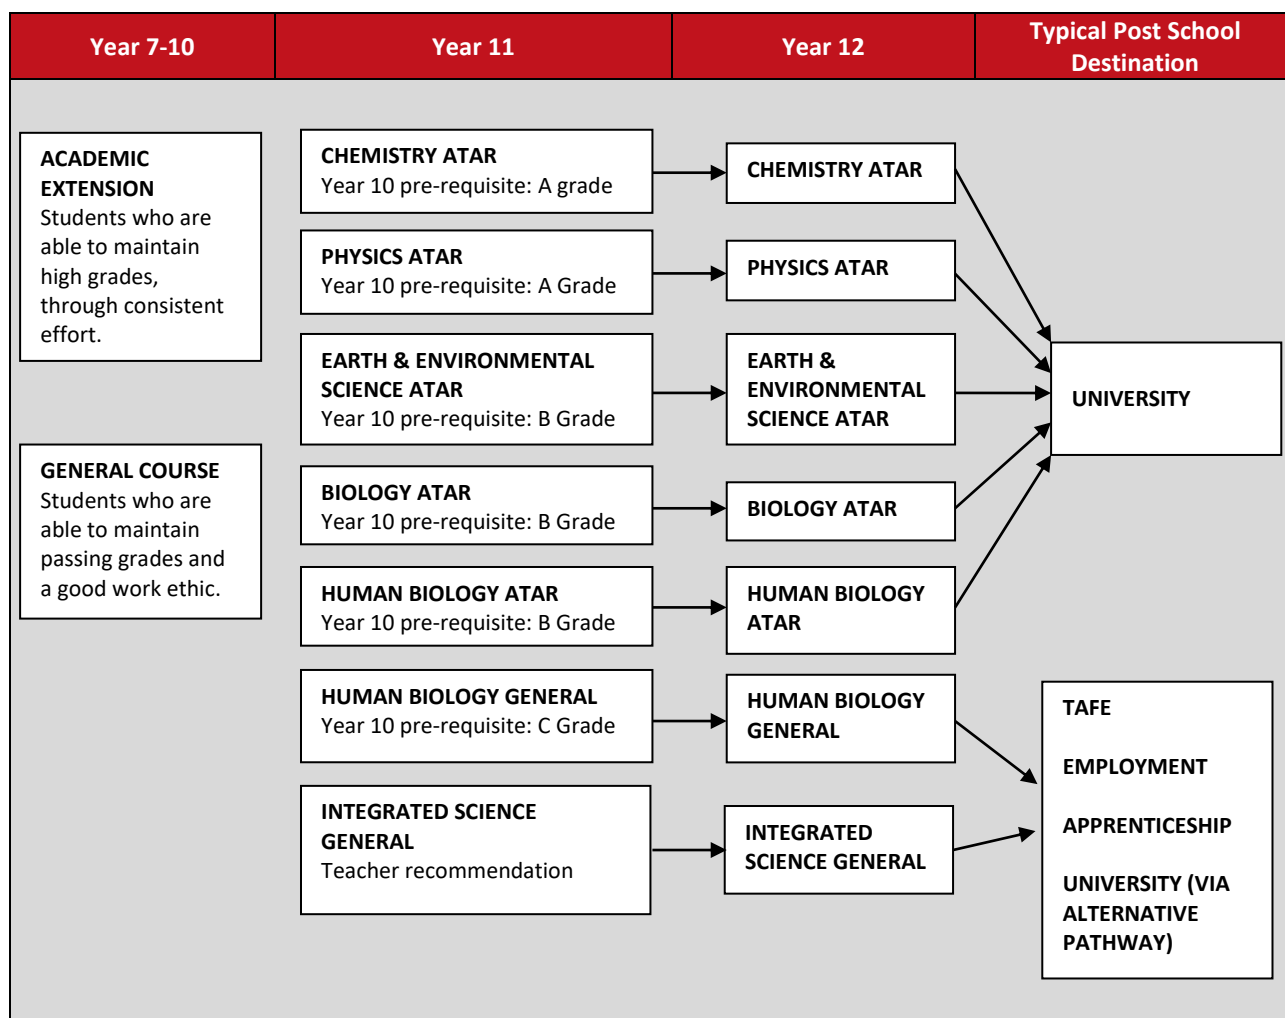 Year 7-10
Year 11
Year 12
Typical Post School
Destination
ACADEMIC
EXTENSION
Students who are
able to maintain
high grades,
through consistent
effort.
GENERAL COURSE
Students who are
able to maintain
passing grades and
a good work ethic.
CHEMISTRY ATAR
Year 10 pre-requisite: A grade
PHYSICS ATAR
Year 10 pre-requisite: A Grade
EARTH & ENVIRONMENTAL
SCIENCE ATAR
Year 10 pre-requisite: B Grade
BIOLOGY ATAR
Year 10 pre-requisite: B Grade
HUMAN BIOLOGY ATAR
Year 10 pre-requisite: B Grade
HUMAN BIOLOGY GENERAL
Year 10 pre-requisite: C Grade
INTEGRATED SCIENCE
GENERAL
Teacher recommendation
CHEMISTRY ATAR
PHYSICS ATAR
EARTH &
ENVIRONMENTAL
SCIENCE ATAR
BIOLOGY ATAR
HUMAN BIOLOGY
ATAR
HUMAN BIOLOGY
GENERAL
INTEGRATED
SCIENCE GENERAL
UNIVERSITY
TAFE
EMPLOYMENT
APPRENTICESHIP
UNIVERSITY (VIA
ALTERNATIVE
PATHWAY)